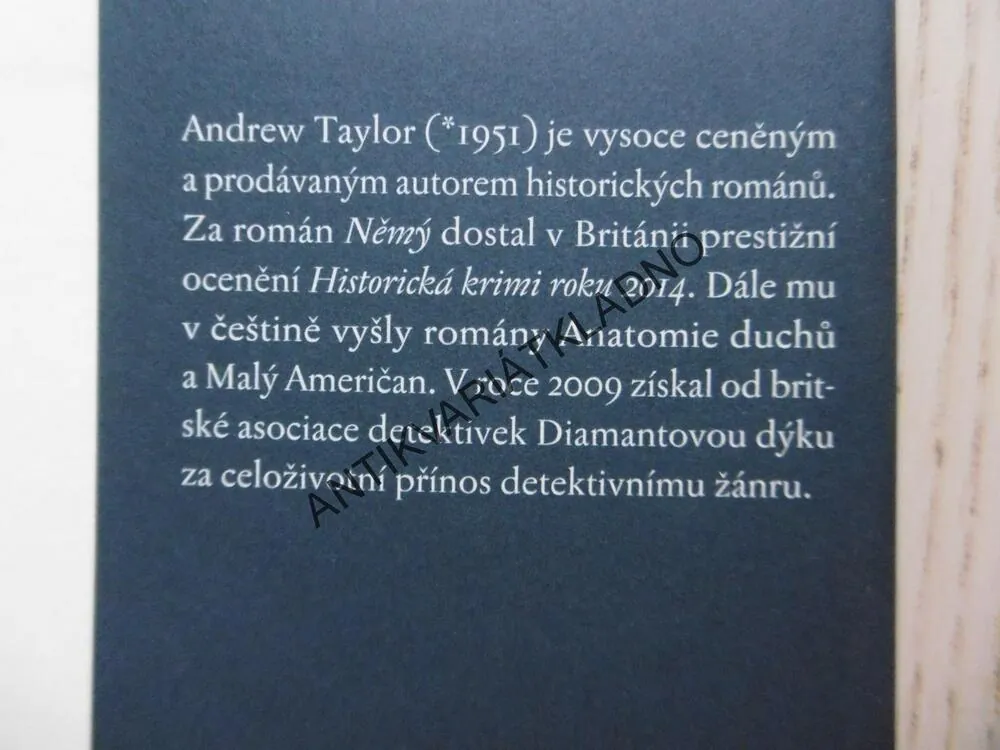 Andrew Taylor (*1951) je vysoce ceněným
a prodávaným autorem historických románů.
Za román Němý dostal v Británii prestižní
ocenění Historická krimi roku 2014. Dále mu
v češtině vyšly romány Anatomie duchů
a Malý Američan. V roce 2009 získal od brit-
ské asociace detektivek Diamantovou dýku
za celoživotní přínos detektivnímu žánru.
ANTIKVARIÁTKLADNO